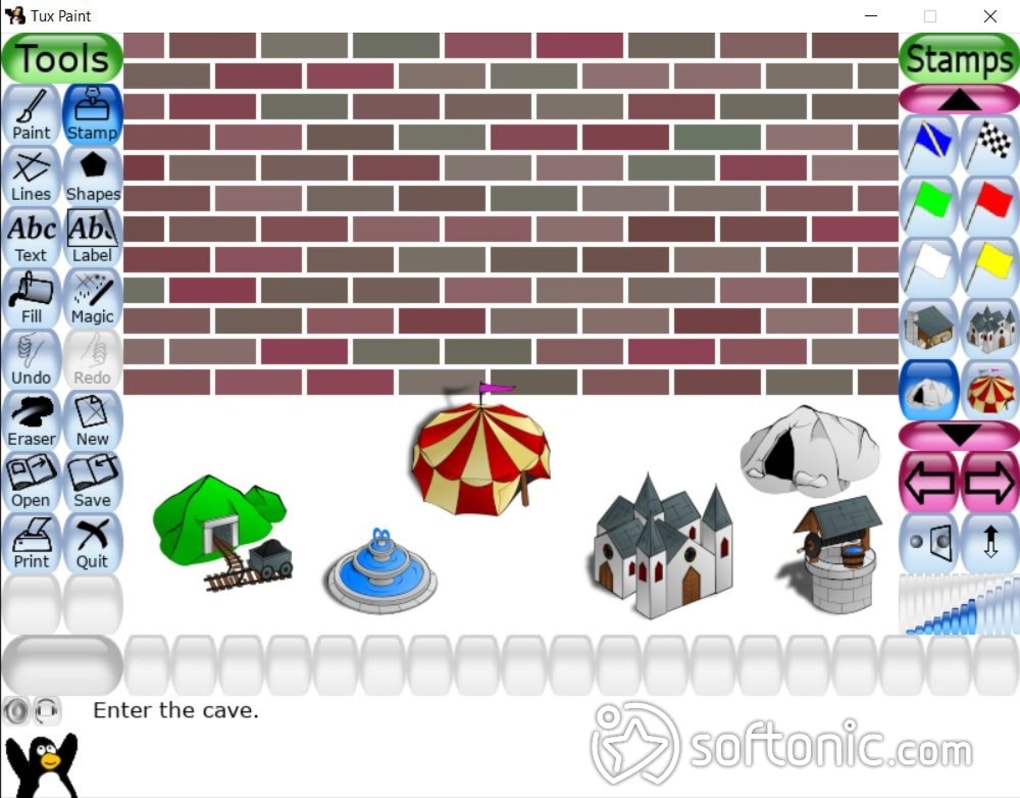 Tux Paint
Tools
Stamps
Paint
Stamp
Lines
Shapes
Abc
Abc
Text
Label
Fill
Magic
Undo
Redo
Eraser
New
Open
Save
Print
Quit
Enter the cave.
softonic.com